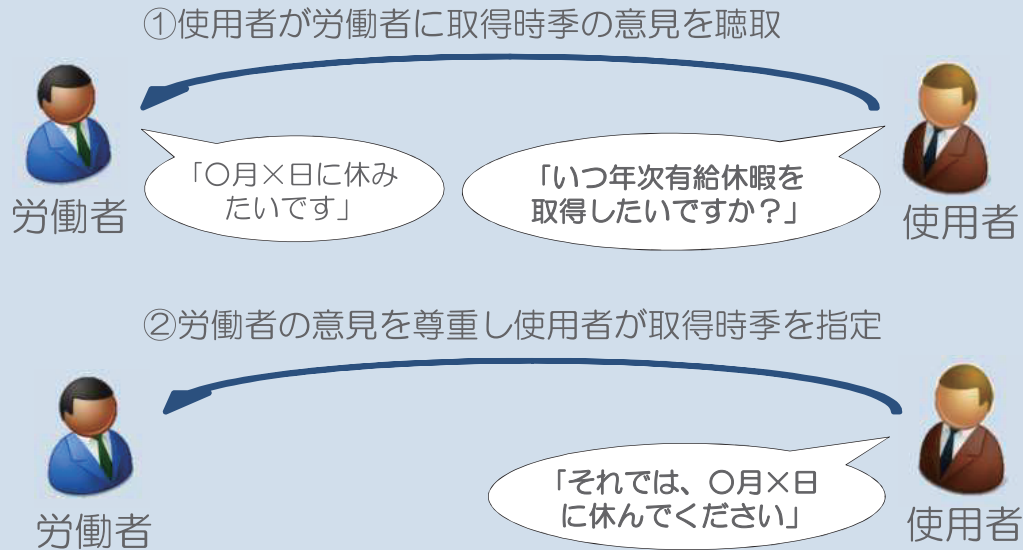 ①使用者が労働者に取得時季の意見を聴取
「〇月×日に休み
たいです」
「いつ年次有給休暇を
取得したいですか？」
労働者
使用者
②労働者の意見を尊重し使用者が取得時季を指定
「それでは、〇月×日
に休んでください」
労働者
使用者